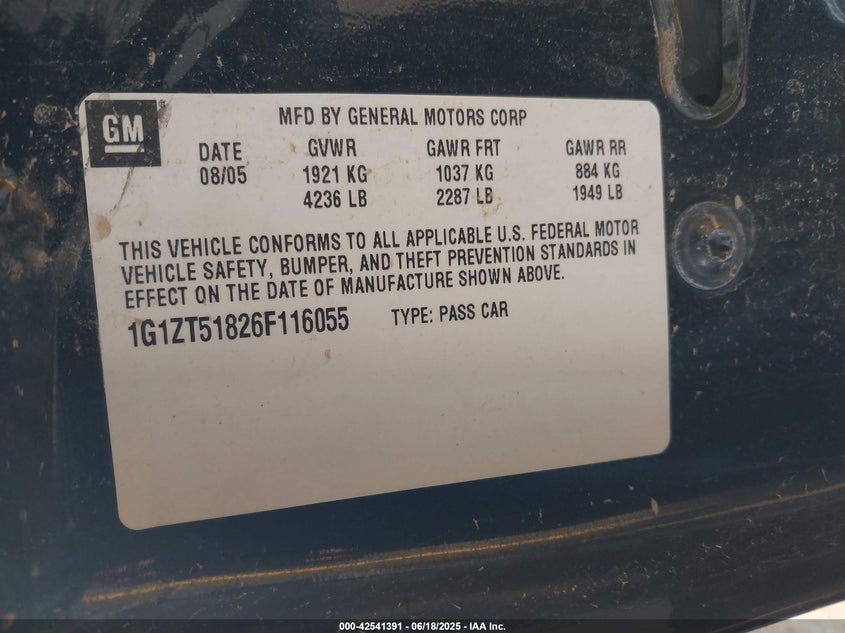 GM
MFD BY GENERAL MOTORS CORP
DATE GVWR GAWR FRT GAWR RR
08/05 1921 KG 1037 KG 884 KG
4236 LB 2287 LB 1949 LB
THIS VEHICLE CONFORMS TO ALL APPLICABLE U.S. FEDERAL MOTOR
VEHICLE SAFETY, BUMPER, AND THEFT PREVENTION STANDARDS IN
EFFECT ON THE DATE OF MANUFACTURE SHOWN ABOVE.
1G1ZT51826F116055 TYPE: PASS CAR
000-42541391 - 06/18/2025 - IAA Inc.